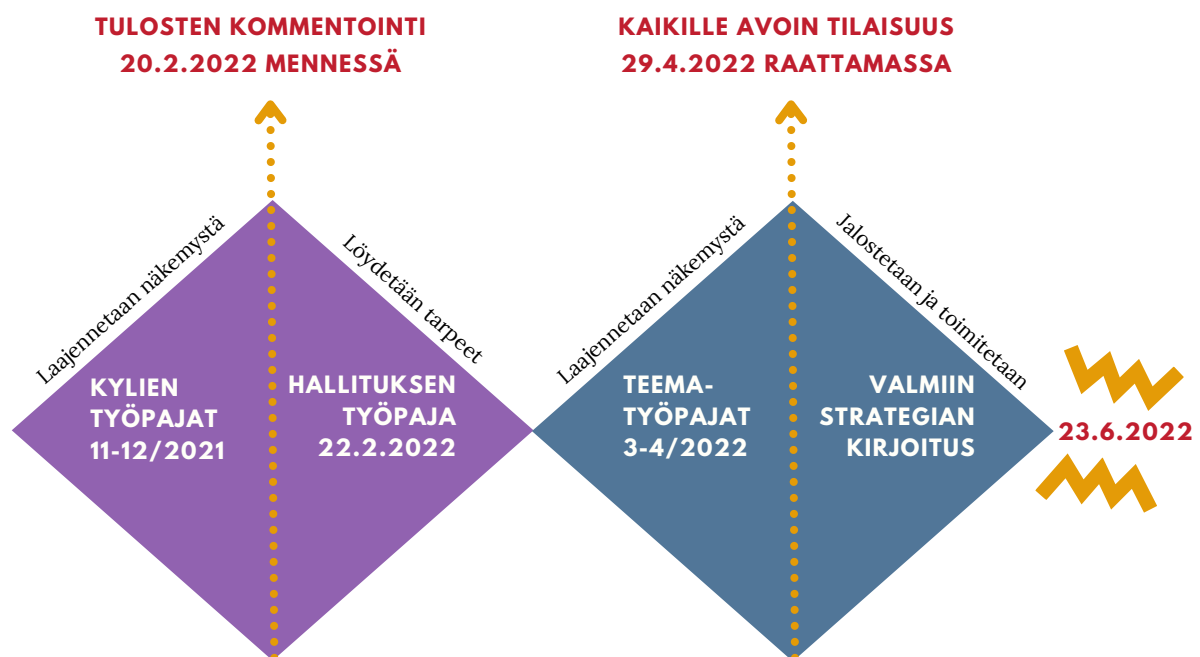 TULOSTEN KOMMENTOINTI
20.2.2022 MENNESSÄ
KAIKILLE AVOIN TILAISUUS
29.4.2022 RAATTAMASSA
Laajennetaan näkemystä
Löydetään tarpeet
Laajennetaan näkemystä
Jalostetaan ja toimitetaan
KYLIEN
TYÖPAJAT
11-12/2021
HALLITUKSEN
TYÖPAJA
22.2.2022
TEEMA-
TYÖPAJAT
3-4/2022
VALMIIN
STRATEGIAN
KIRJOITUS
23.6.2022